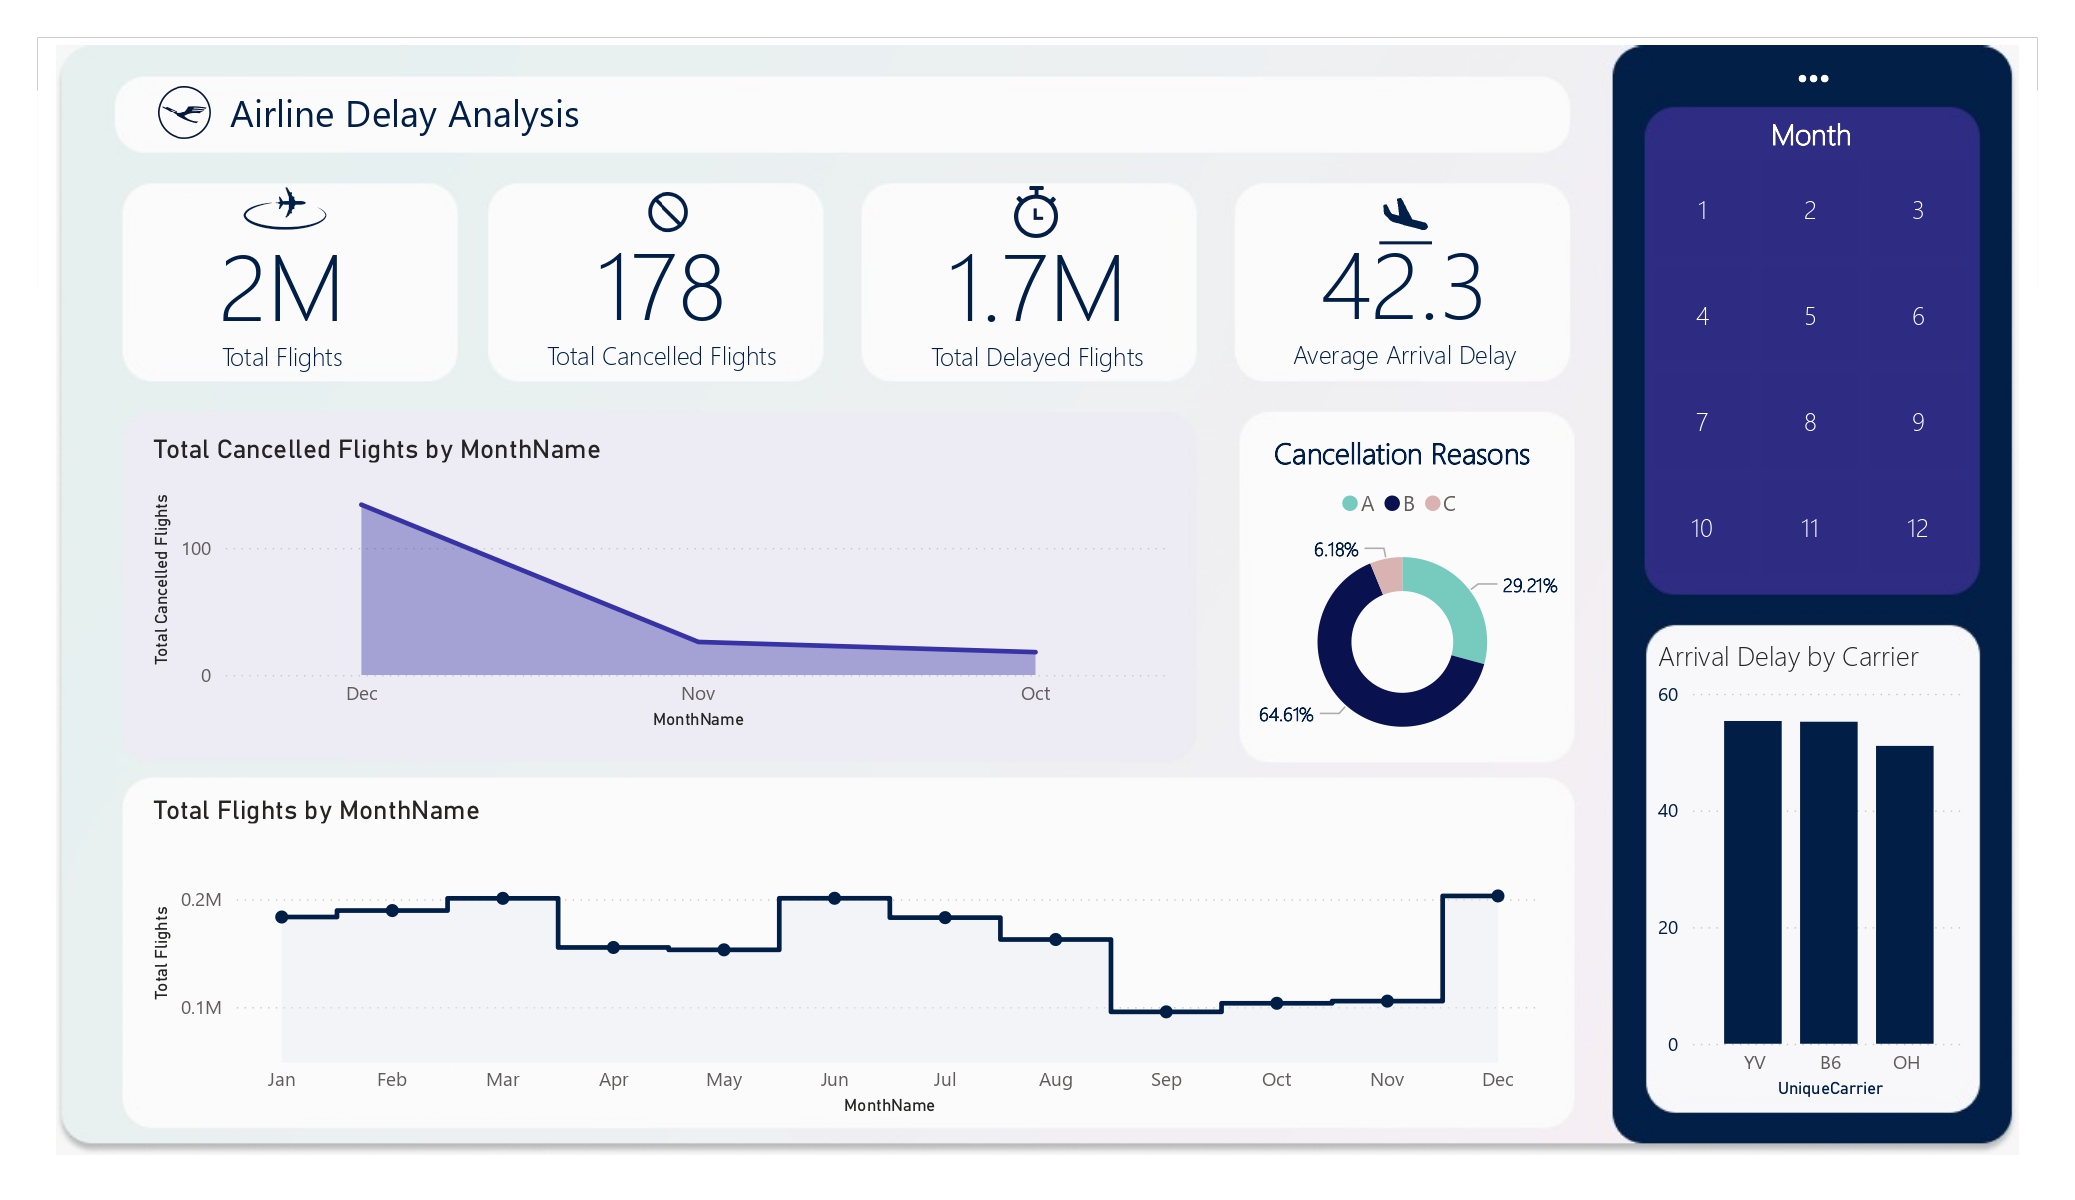 Airline Delay Analysis
2M
Total Flights
178
Total Cancelled Flights
1.7M
Total Delayed Flights
42.3
Average Arrival Delay
Total Cancelled Flights by MonthName
Total Cancelled Flights
100
0
Dec Nov Oct
MonthName
Cancellation Reasons
A B C
6.18%
29.21%
64.61%
Total Flights by MonthName
Total Flights
0.2M
0.1M
Jan Feb Mar Apr May Jun Jul Aug Sep Oct Nov Dec
MonthName
Month
1 2 3
4 5 6
7 8 9
10 11 12
Arrival Delay by Carrier
60
40
20
0
YV B6 OH
UniqueCarrier